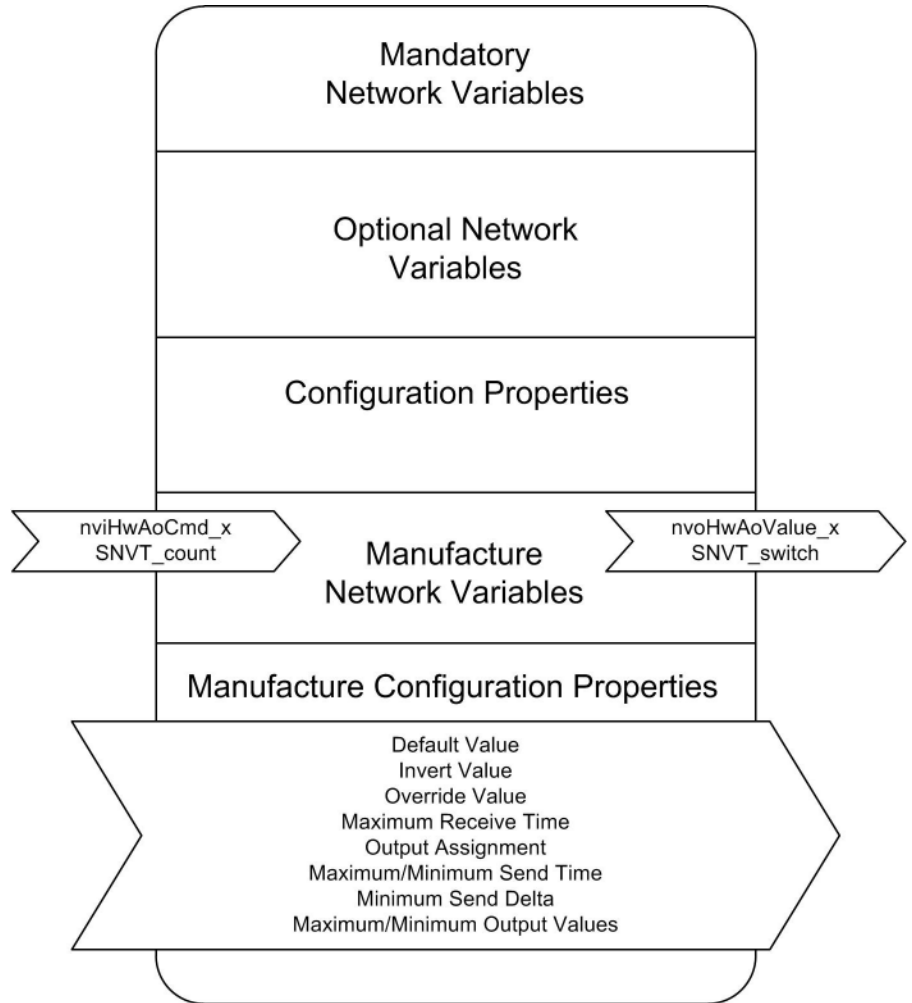 Mandatory
Network Variables
Optional Network
Variables
Configuration Properties
nviHwAoCmd_x
SNVT_count
nvoHwAoValue_x
SNVT_switch
Manufacture
Network Variables
Manufacture Configuration Properties
Default Value
Invert Value
Override Value
Maximum Receive Time
Output Assignment
Maximum/Minimum Send Time
Minimum Send Delta
Maximum/Minimum Output Values